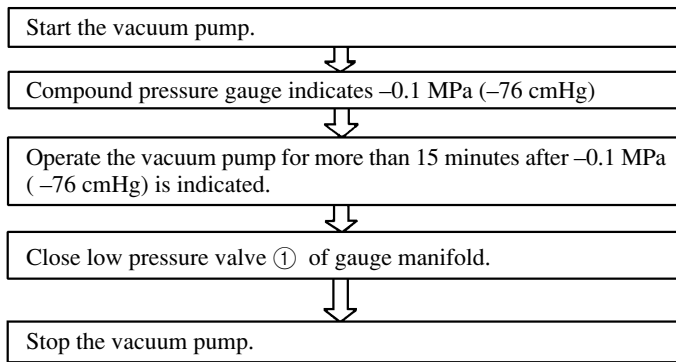 Start the vacuum pump.
Compound pressure gauge indicates –0.1 MPa (–76 cmHg)
Operate the vacuum pump for more than 15 minutes after –0.1 MPa
( –76 cmHg) is indicated.
Close low pressure valve ① of gauge manifold.
Stop the vacuum pump.